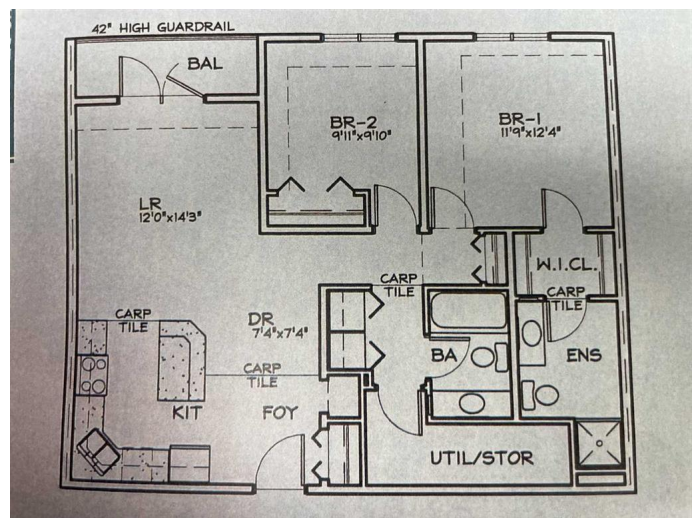 42" HIGH GUARDRAIL
BAL
BR-2
9'11"x9'10"
BR-1
11'9"x12'4"
LR
12'0"x14'3"
W.I.CL.
CARP
TILE
CARP
TILE
CARP
TILE
DR
7'4"x7'4"
BA
ENS
CARP
TILE
KIT
FOY
UTIL/STOR